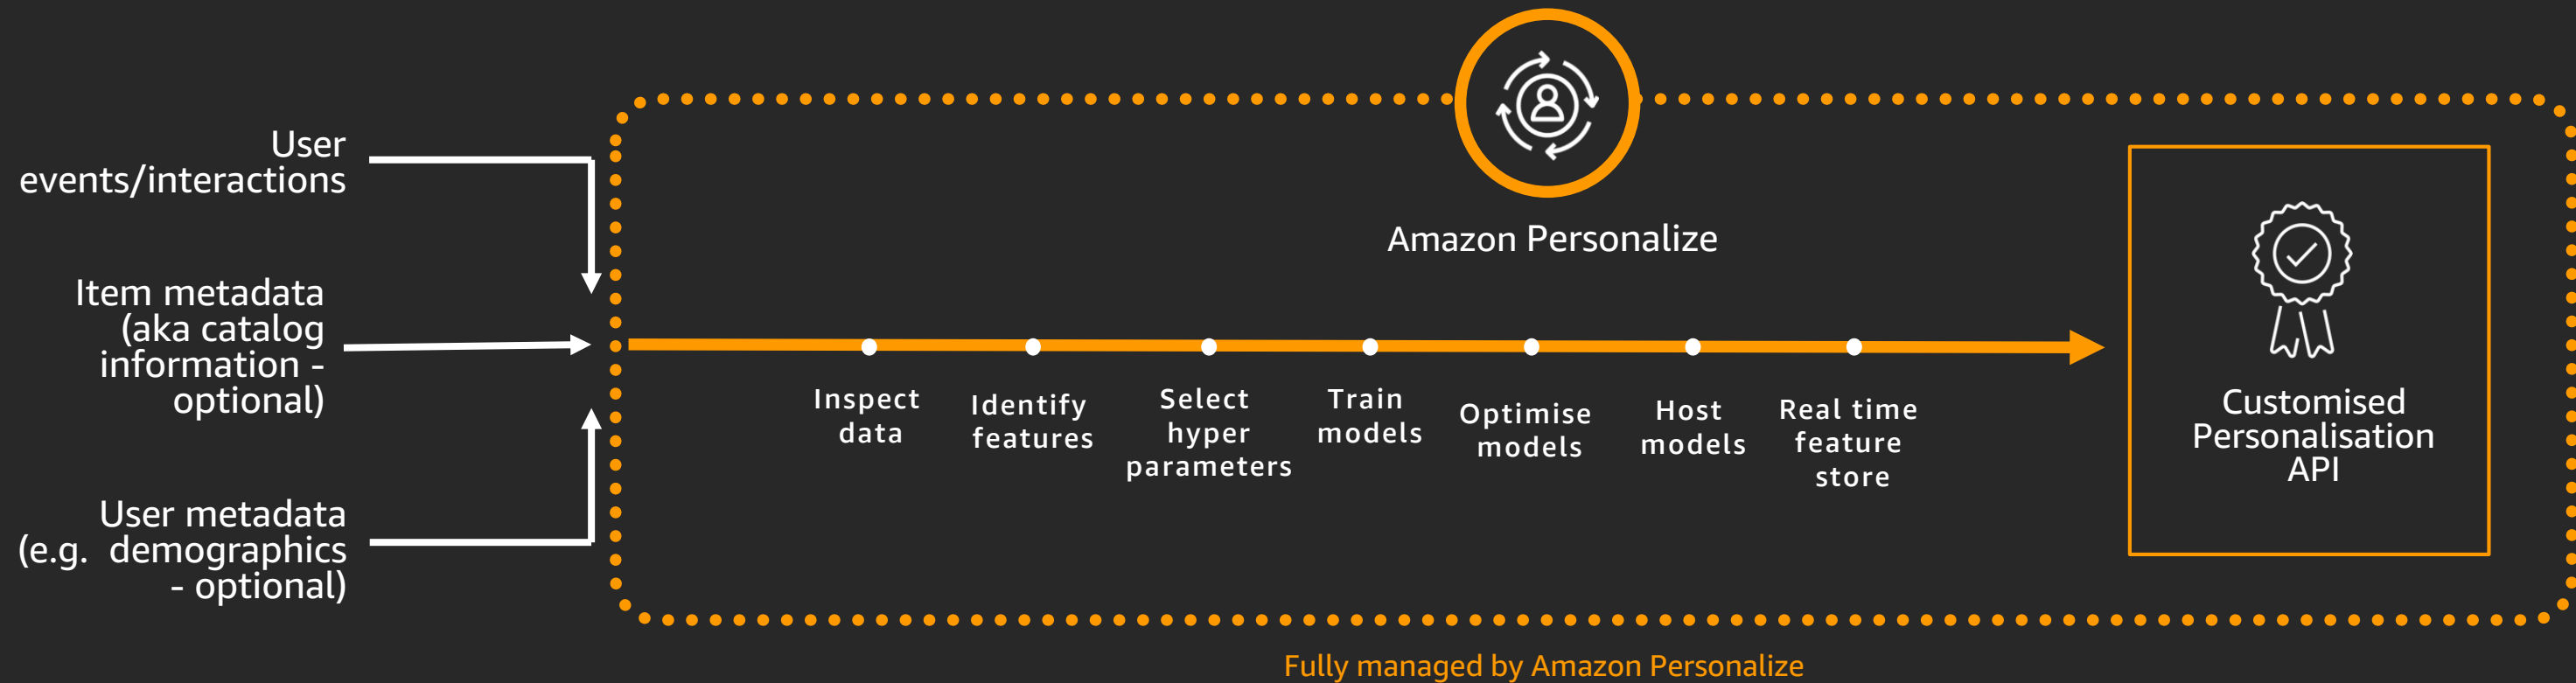 User
events/interactions
Item metadata
(aka catalog
information -
optional)
User metadata
(e.g. demographics
- optional)
Amazon Personalize
Inspect
data
Identify
features
Select
hyper
parameters
Train
models
Optimise
models
Host
models
Real time
feature
store
Customised
Personalisation
API
Fully managed by Amazon Personalize